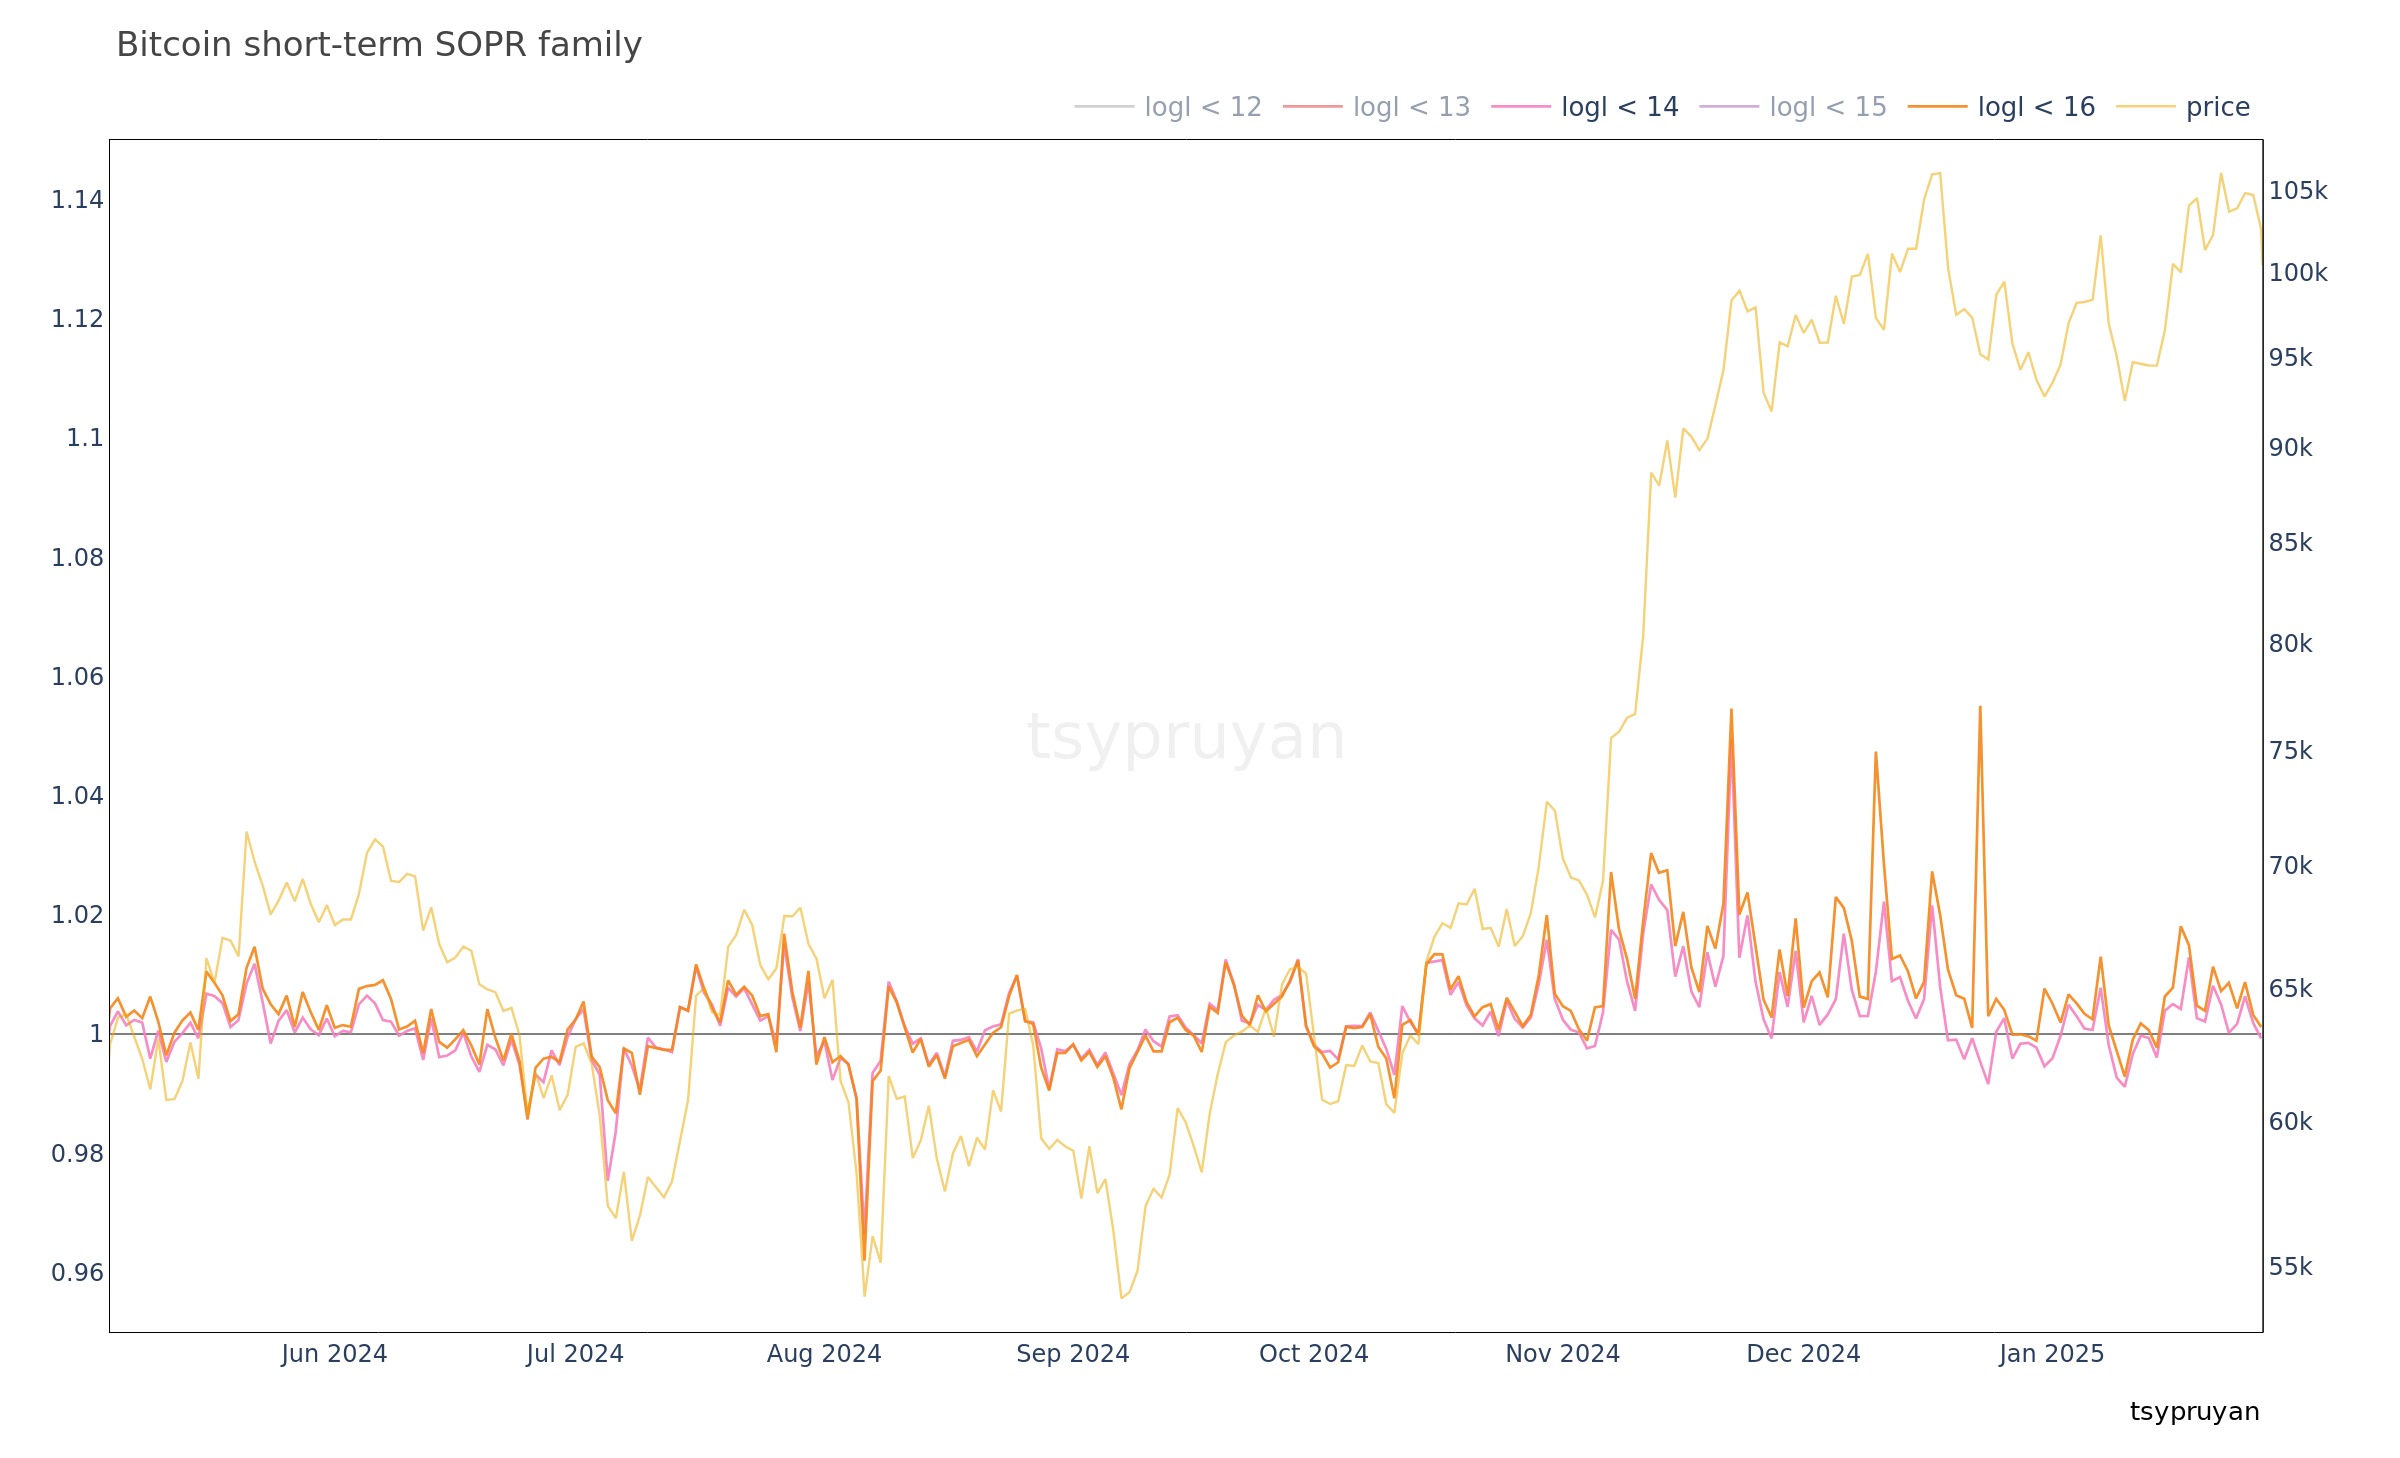 Bitcoin short-term SOPR family
logl < 12 logl < 13 logl < 14 logl < 15 logl < 16 price
1.14
1.12
1.1
1.08
1.06
1.04
1.02
1
0.98
0.96
105k
100k
95k
90k
85k
80k
75k
70k
65k
60k
55k
tsypruyan
Jun 2024 Jul 2024 Aug 2024 Sep 2024 Oct 2024 Nov 2024 Dec 2024 Jan 2025
tsypruyan